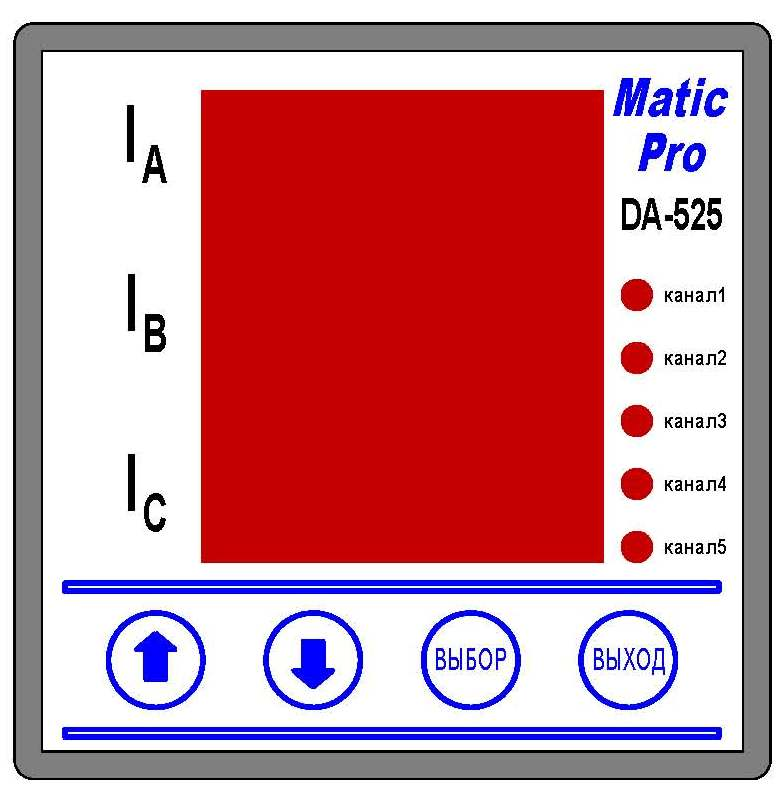 Matic
Pro
DA-525
IA
IB
IC
канал1
канал2
канал3
канал4
канал5
ВЫБОР
ВЫХОД